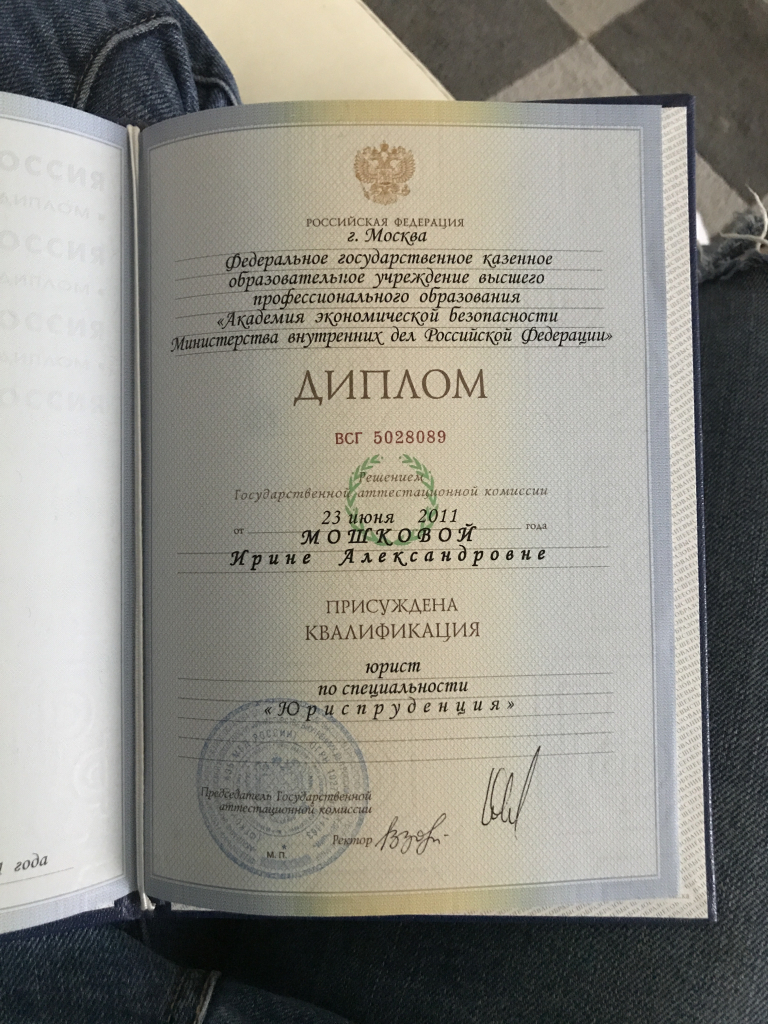 РОССИЙСКАЯ ФЕДЕРАЦИЯ
г. Москва
Федеральное государственное казенное
образовательное учреждение высшего
профессионального образования
«Академия экономической безопасности
Министерства внутренних дел Российской Федерации»
ДИПЛОМ
ВСГ 5028089
Решением
Государственной аттестационной комиссии
от 23 июня 2011 года
МОШКОВОЙ
Ирине Александровне
ПРИСУЖДЕНА
КВАЛИФИКАЦИЯ
юрист
по специальности
«Юриспруденция»
Председатель Государственной
аттестационной комиссии
Ректор
М.П.
года